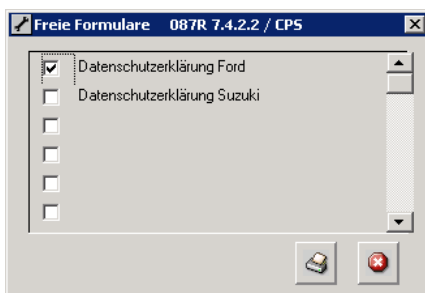 Freie Formulare 087R 7.4.2.2 / CPS
Datenschutzerklärung Ford
Datenschutzerklärung Suzuki